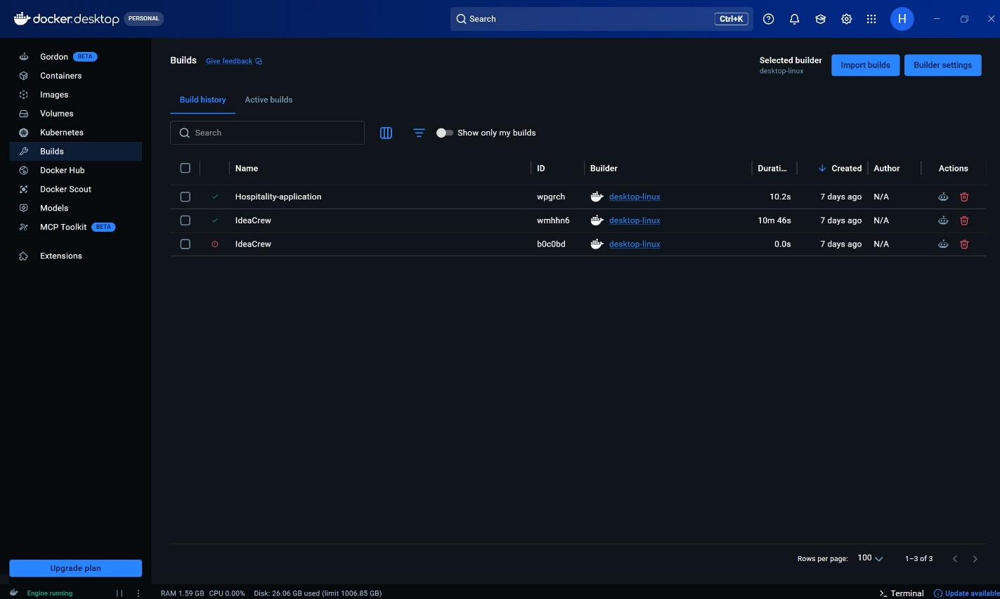 docker.desktop PERSONAL Search Ctrl+K H
Gordon BETA
Containers
Images
Volumes
Kubernetes
Builds
Docker Hub
Docker Scout
Models
MCP Toolkit BETA
Extensions
Upgrade plan
Builds Give feedback
Selected builder
desktop-linux
Import builds Builder settings
Build history Active builds
Search Show only my builds
Name ID Builder Durati... Created Author Actions
Hospitality-application wpgrch desktop-linux 10.2s 7 days ago N/A
IdeaCrew wmhhn6 desktop-linux 10m 46s 7 days ago N/A
IdeaCrew b0c0bd desktop-linux 0.0s 7 days ago N/A
Rows per page: 100 1–3 of 3
Engine running RAM 1.59 GB CPU 0.00% Disk: 26.06 GB used (limit 1006.85 GB) >_ Terminal Update available